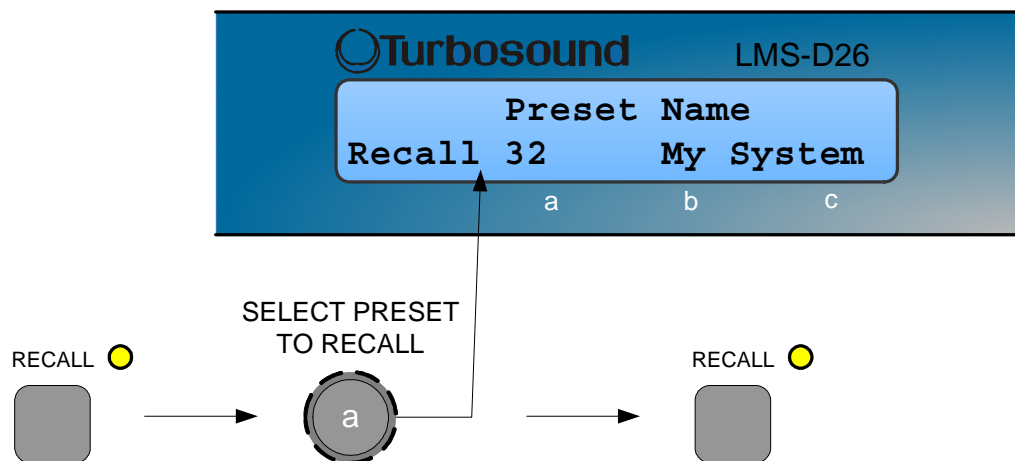 Turbosound LMS-D26
Preset Name
Recall 32 My System
a b c
SELECT PRESET
TO RECALL
RECALL
a
RECALL